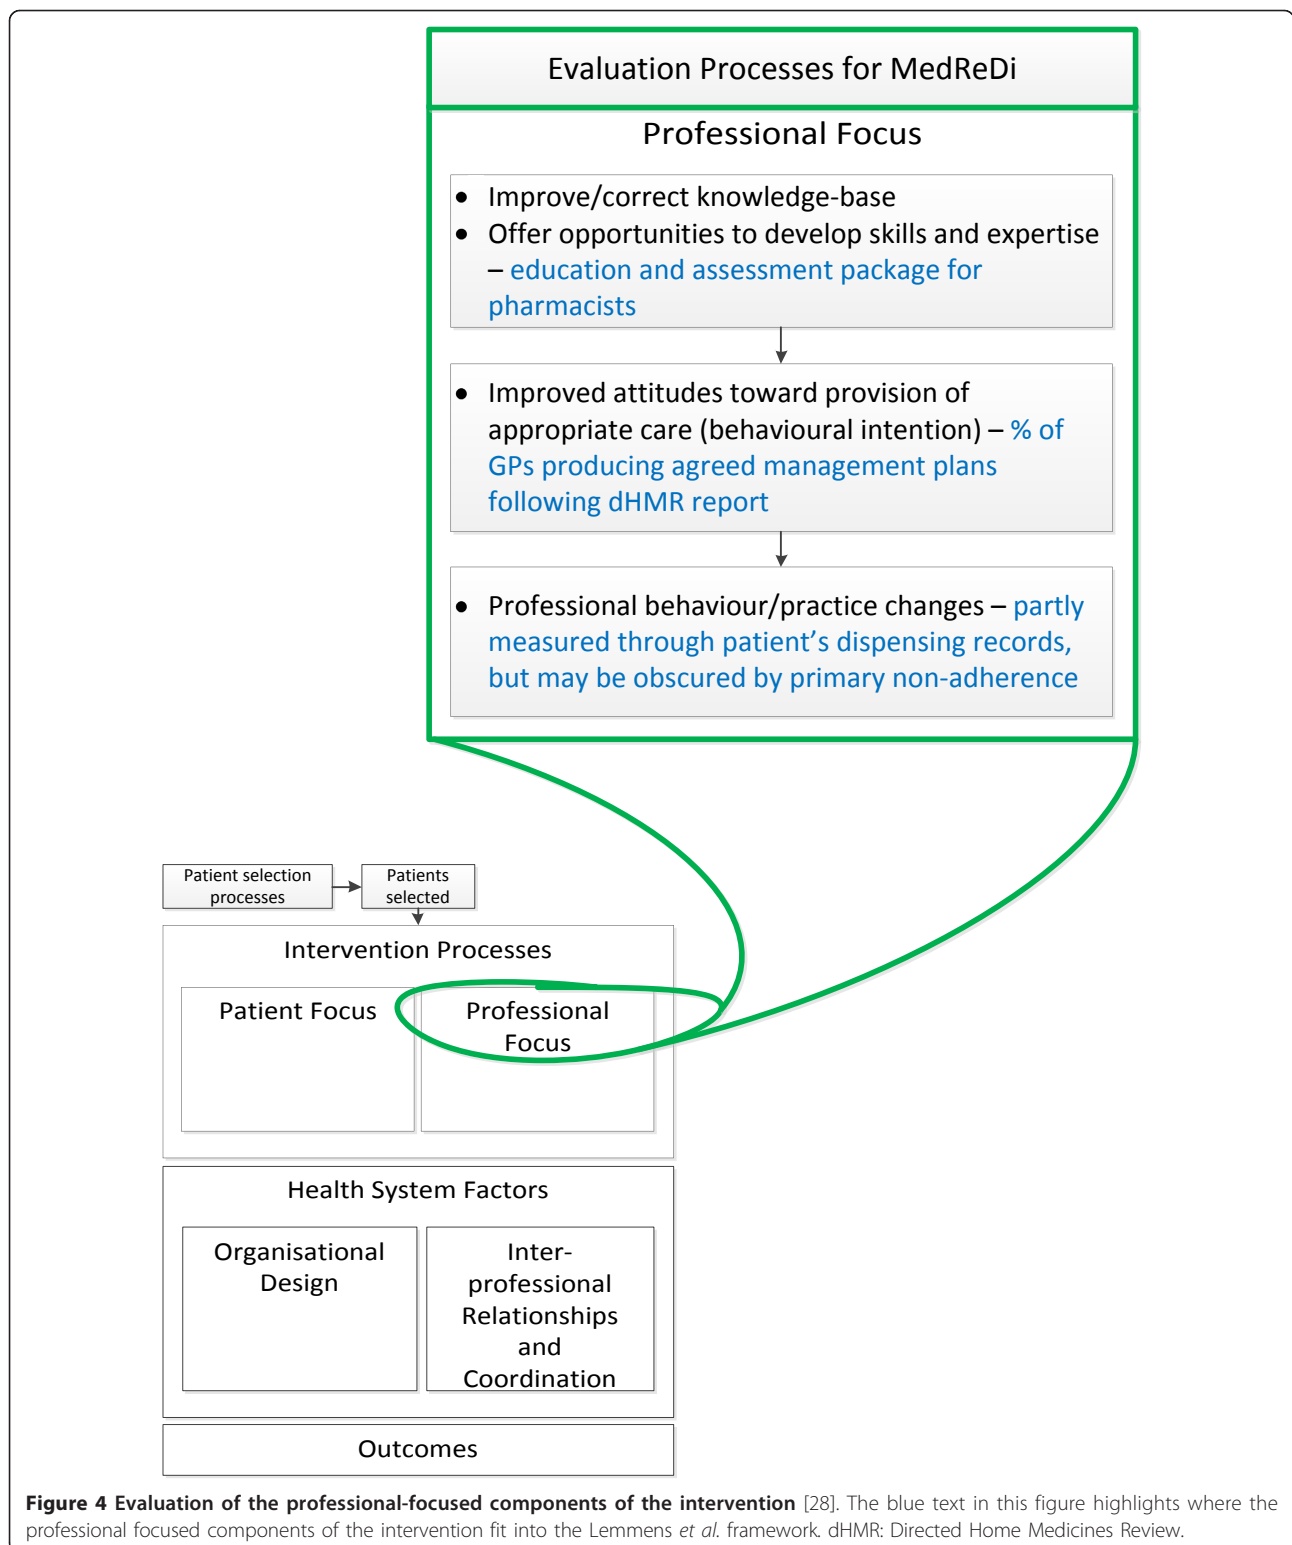 Evaluation Processes for MedReDi
Professional Focus
• Improve/correct knowledge-base
• Offer opportunities to develop skills and expertise
– education and assessment package for
pharmacists
• Improved attitudes toward provision of
appropriate care (behavioural intention) – % of
GPs producing agreed management plans
following dHMR report
• Professional behaviour/practice changes – partly
measured through patient’s dispensing records,
but may be obscured by primary non-adherence
Patient selection
processes
Patients
selected
Intervention Processes
Patient Focus
Professional
Focus
Health System Factors
Organisational
Design
Inter-
professional
Relationships
and
Coordination
Outcomes
Figure 4 Evaluation of the professional-focused components of the intervention [28]. The blue text in this figure highlights where the
professional focused components of the intervention fit into the Lemmens et al. framework. dHMR: Directed Home Medicines Review.